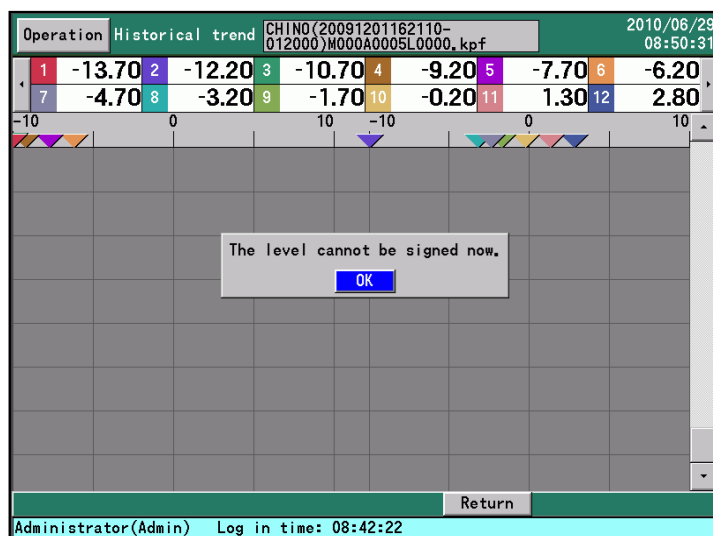 Operation Historical trend CHINO(20091201162110- 2010/06/29
012000)M000A0005L0000.kpf 08:50:31
1 -13.70 2 -12.20 3 -10.70 4 -9.20 5 -7.70 6 -6.20
7 -4.70 8 -3.20 9 -1.70 10 -0.20 11 1.30 12 2.80
-10 0 10 -10 0 10
The level cannot be signed now.
OK
Return
Administrator(Admin) Log in time: 08:42:22